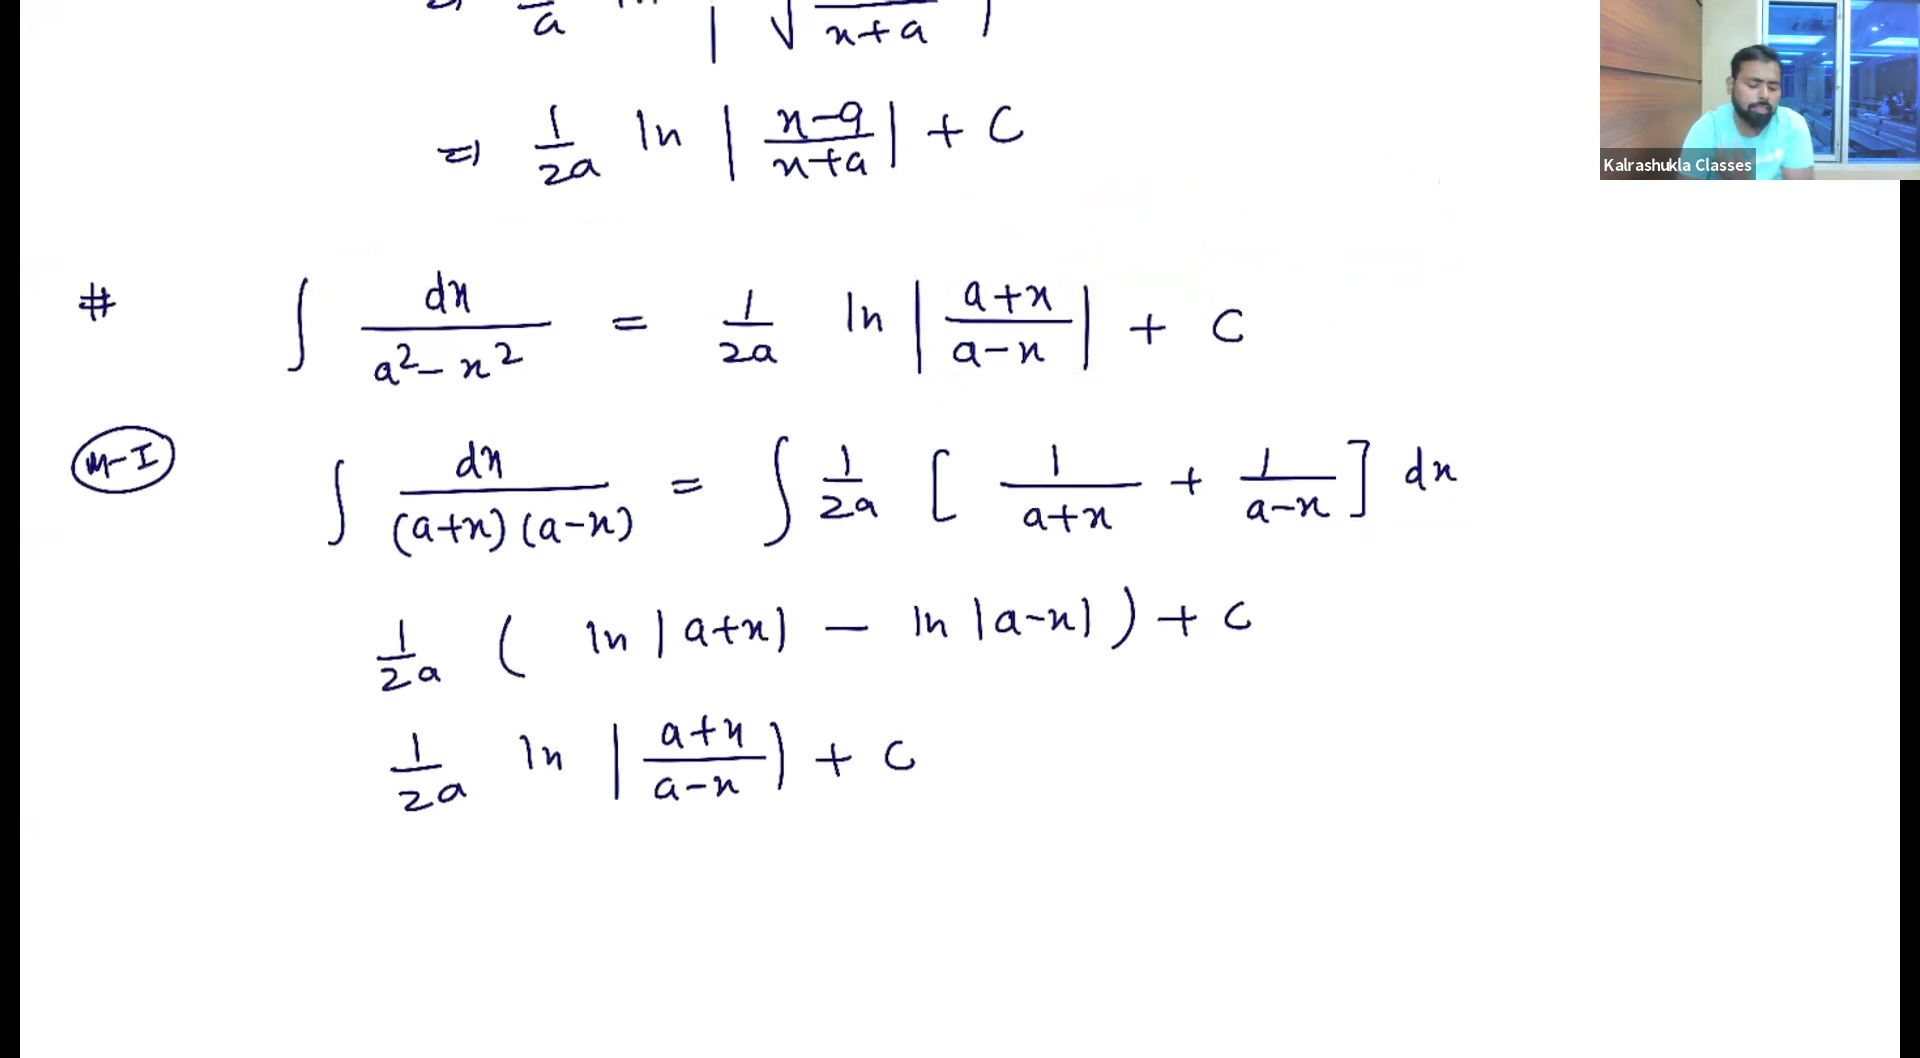 a | √ x+a |
⇒ 1/2a ln | x-a / x+a | + C
Kalrashukla Classes
# ∫ dx / a² - x² = 1/2a ln | a+x / a-x | + C
M-I ∫ dx / (a+x) (a-x) = ∫ 1/2a [ 1 / a+x + 1 / a-x ] dx
1/2a ( ln |a+x| - ln |a-x| ) + C
1/2a ln | a+x / a-x | + C